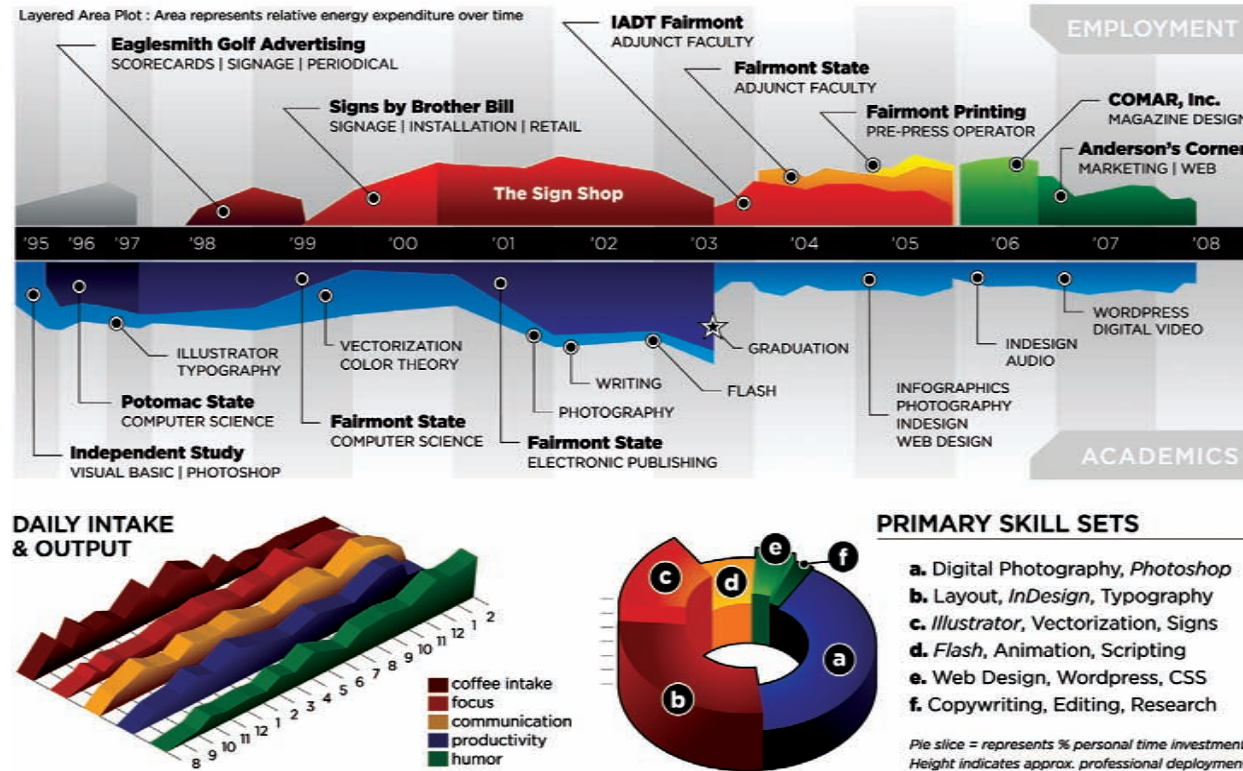 Layered Area Plot : Area represents relative energy expenditure over time
EMPLOYMENT
Eaglesmith Golf Advertising
SCORECARDS | SIGNAGE | PERIODICAL
Signs by Brother Bill
SIGNAGE | INSTALLATION | RETAIL
IADT Fairmont
ADJUNCT FACULTY
Fairmont State
ADJUNCT FACULTY
Fairmont Printing
PRE-PRESS OPERATOR
COMAR, Inc.
MAGAZINE DESIGN
Anderson's Corner
MARKETING | WEB
The Sign Shop
'95 '96 '97 '98 '99 '00 '01 '02 '03 '04 '05 '06 '07 '08
ILLUSTRATOR
TYPOGRAPHY
VECTORIZATION
COLOR THEORY
WRITING
PHOTOGRAPHY
FLASH
GRADUATION
INDESIGN
AUDIO
WORDPRESS
DIGITAL VIDEO
INFOGRAPHICS
PHOTOGRAPHY
INDESIGN
WEB DESIGN
Potomac State
COMPUTER SCIENCE
Independent Study
VISUAL BASIC | PHOTOSHOP
Fairmont State
COMPUTER SCIENCE
Fairmont State
ELECTRONIC PUBLISHING
ACADEMICS
DAILY INTAKE
& OUTPUT
8 9 10 11 12 1 2 3 4 5 6 7 8 9 10 11 12 1 2
coffee intake
focus
communication
productivity
humor
a
b
c
d
e
f
PRIMARY SKILL SETS
a. Digital Photography, Photoshop
b. Layout, InDesign, Typography
c. Illustrator, Vectorization, Signs
d. Flash, Animation, Scripting
e. Web Design, Wordpress, CSS
f. Copywriting, Editing, Research
Pie slice = represents % personal time investment
Height indicates approx. professional deployment